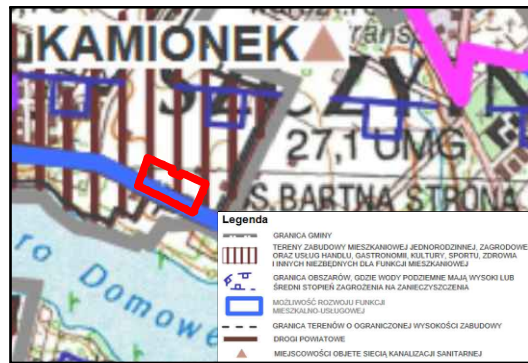 KAMIONEK
27,1 UMG
S.BARTNA STRONA
ro Domowe
Legenda
GRANICA GMINY
TERENY ZABUDOWY MIESZKANIOWEJ JEDNORODZINNEJ, ZAGRODOWEJ
ORAZ USŁUG HANDLU, GASTRONOMII, KULTURY, SPORTU, ZDROWIA
I INNYCH NIEZBĘDNYCH DLA FUNKCJI MIESZKANIOWEJ
GRANICA OBSZARÓW, GDZIE WODY PODZIEMNE MAJĄ WYSOKI LUB
ŚREDNI STOPIEŃ ZAGROŻENIA NA ZANIECZYSZCZENIA
MOŻLIWOŚĆ ROZWOJU FUNKCJI
MIESZKALNO-USŁUGOWEJ
GRANICA TERENÓW O OGRANICZONEJ WYSOKOŚCI ZABUDOWY
DROGI POWIATOWE
MIEJSCOWOŚCI OBJĘTE SIECIĄ KANALIZACJI SANITARNEJ